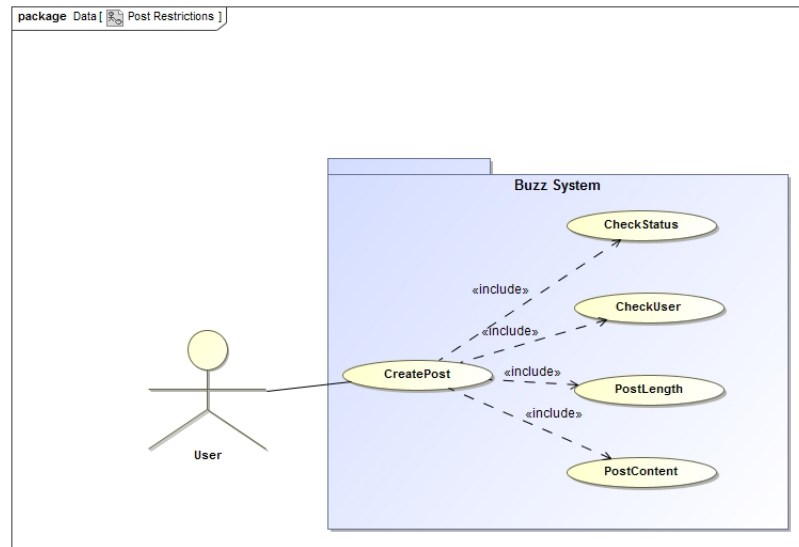 package Data [ Post Restrictions ]
Buzz System
CheckStatus
«include»
CheckUser
«include»
CreatePost
«include»
PostLength
«include»
User
PostContent